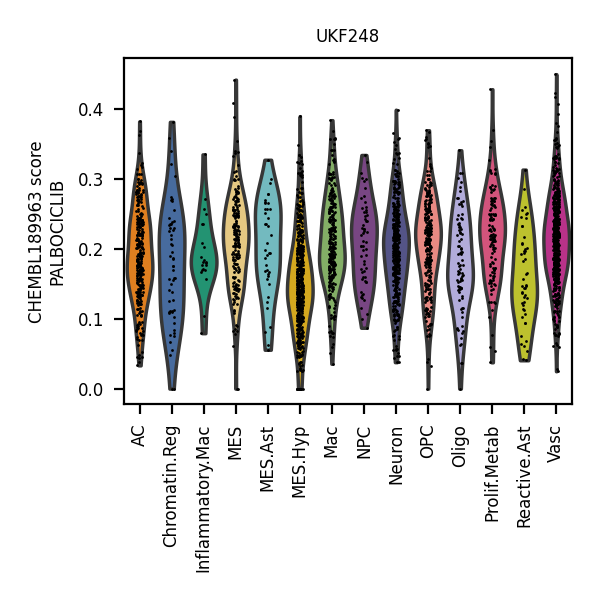 UKF248
CHEMBL189963 score
PALBOCICLIB
0.4
0.3
0.2
0.1
0.0
AC
Chromatin.Reg
Inflammatory.Mac
MES
MES.Ast
MES.Hyp
Mac
NPC
Neuron
OPC
Oligo
Prolif.Metab
Reactive.Ast
Vasc